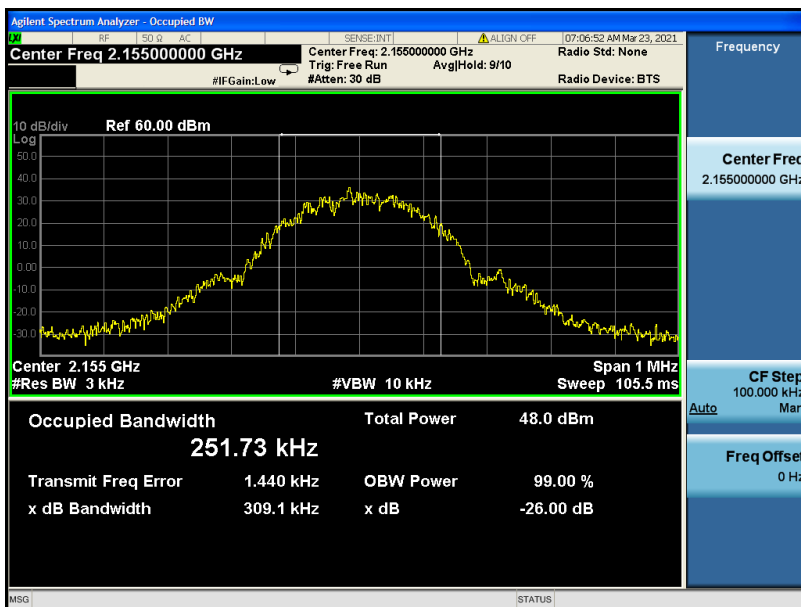 Agilent Spectrum Analyzer - Occupied BW
LXI RF 50 Ω AC SENSE:INT ALIGN OFF 07:06:52 AM Mar 23, 2021
Center Freq 2.155000000 GHz Center Freq: 2.155000000 GHz Radio Std: None
Trig: Free Run Avg|Hold: 9/10
#IFGain:Low #Atten: 30 dB Radio Device: BTS
10 dB/div Ref 60.00 dBm
Log
50.0
40.0
30.0
20.0
10.0
0.00
-10.0
-20.0
-30.0
Center 2.155 GHz Span 1 MHz
#Res BW 3 kHz #VBW 10 kHz Sweep 105.5 ms
Occupied Bandwidth Total Power 48.0 dBm
251.73 kHz
Transmit Freq Error 1.440 kHz OBW Power 99.00 %
x dB Bandwidth 309.1 kHz x dB -26.00 dB
MSG STATUS
Frequency
Center Freq
2.155000000 GHz
CF Step
100.000 kHz
Auto Man
Freq Offset
0 Hz